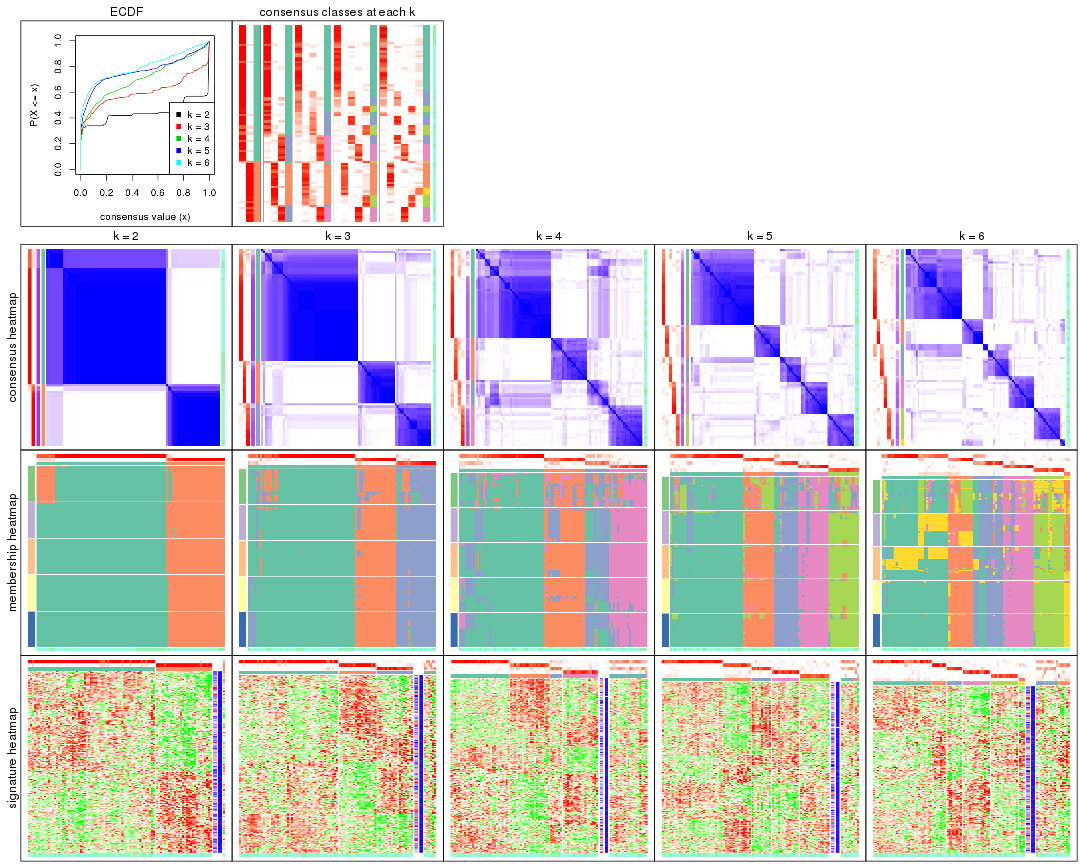 ECDF
consensus classes at each k
P(X <= x)
0.0 0.2 0.4 0.6 0.8 1.0
k = 2
k = 3
k = 4
k = 5
k = 6
0.0 0.2 0.4 0.6 0.8 1.0
consensus value (x)
k = 2
k = 3
k = 4
k = 5
k = 6
consensus heatmap
membership heatmap
signature heatmap